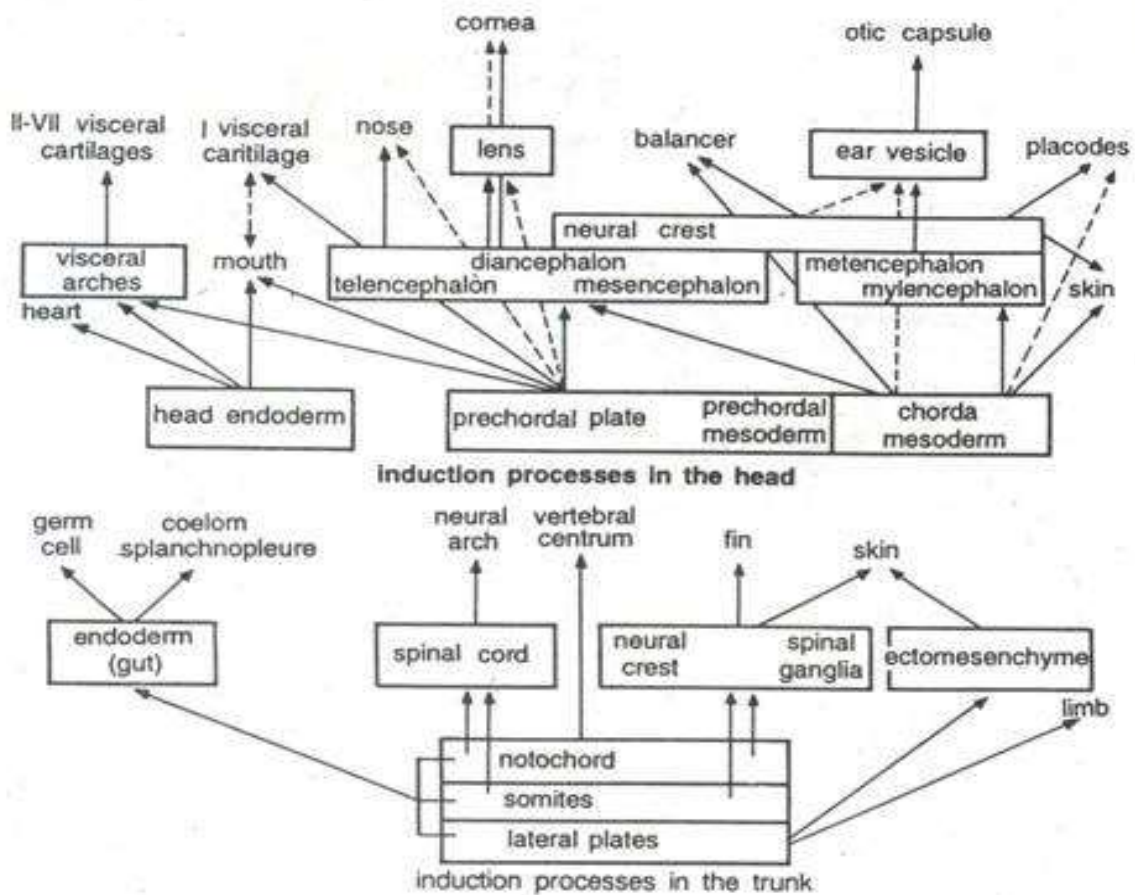 cornea
otic capsule
II-VII visceral
cartilages
I visceral
caritilage
nose
lens
balancer
ear vesicle
placodes
neural crest
visceral
arches
mouth
diancephalon
telencephalon
mesencephalon
metencephalon
mylencephalon
skin
heart
head endoderm
prechordal plate
prechordal
mesoderm
chorda
mesoderm
induction processes in the head
germ
cell
coelom
splanchnopleure
neural
arch
vertebral
centrum
fin
skin
endoderm
(gut)
spinal cord
neural
crest
spinal
ganglia
ectomesenchyme
limb
notochord
somites
lateral plates
induction processes in the trunk